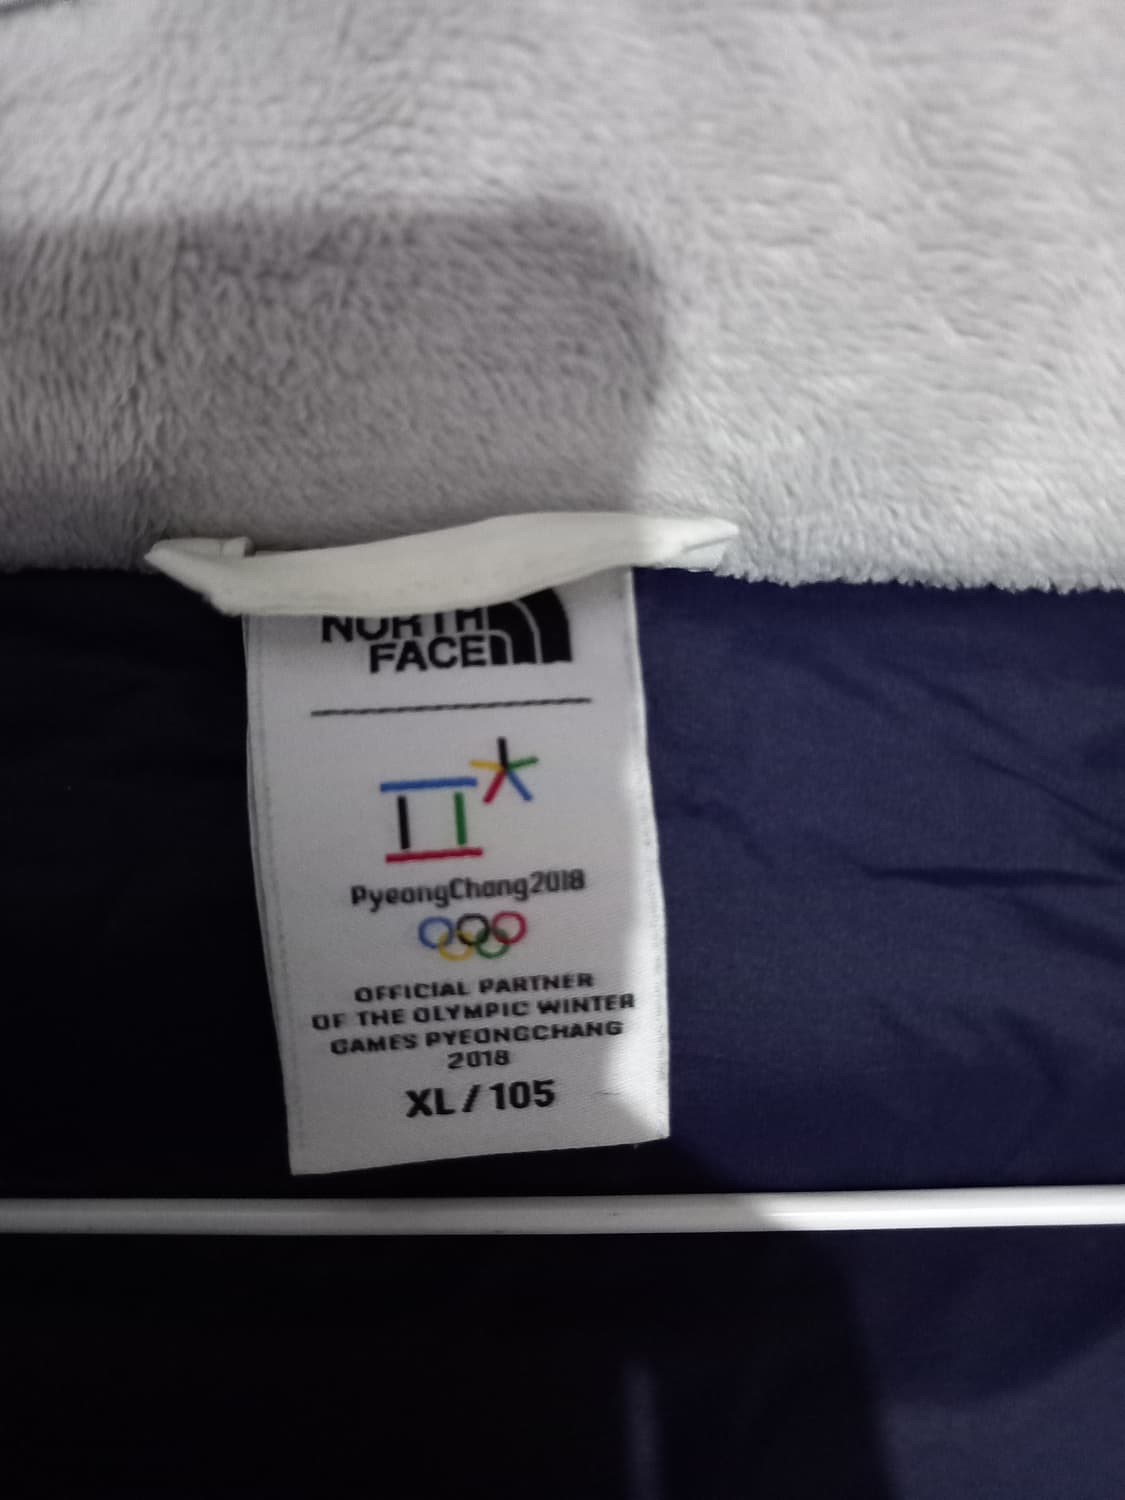 NORTH
FACE
PyeongChang2018
OFFICIAL PARTNER
OF THE OLYMPIC WINTER
GAMES PYEONGCHANG
2018
XL / 105